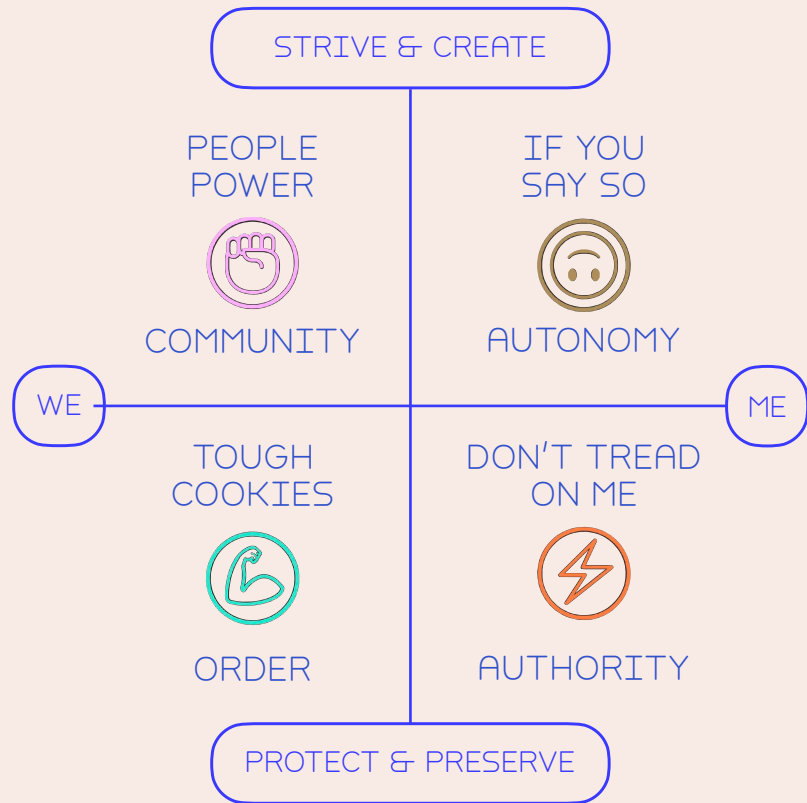 STRIVE & CREATE
PEOPLE
POWER
COMMUNITY
IF YOU
SAY SO
AUTONOMY
WE
ME
TOUGH
COOKIES
ORDER
DON'T TREAD
ON ME
AUTHORITY
PROTECT & PRESERVE